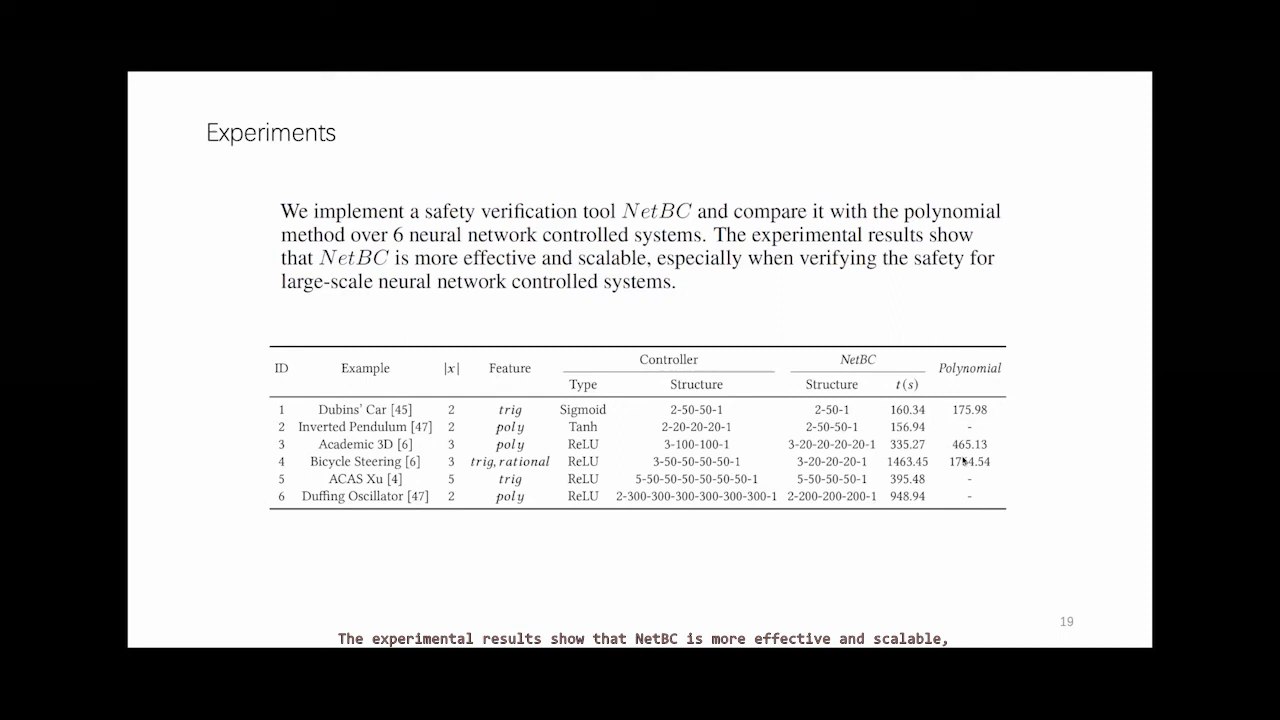 Experiments
We implement a safety verification tool NetBC and compare it with the polynomial
method over 6 neural network controlled systems. The experimental results show
that NetBC is more effective and scalable, especially when verifying the safety for
large-scale neural network controlled systems.
ID Example |x| Feature Controller NetBC Polynomial
Type Structure Structure t(s)
1 Dubins' Car [45] 2 trig Sigmoid 2-50-50-1 2-50-1 160.34 175.98
2 Inverted Pendulum [47] 2 poly Tanh 2-20-20-20-1 2-50-50-1 156.94 -
3 Academic 3D [6] 3 poly ReLU 3-100-100-1 3-20-20-20-20-1 335.27 465.13
4 Bicycle Steering [6] 3 trig, rational ReLU 3-50-50-50-50-1 3-20-20-20-1 1463.45
5 ACAS Xu [4] 5 trig ReLU 5-50-50-50-50-50-50-1 5-50-50-50-1 395.48 -
6 Duffing Oscillator [47] 2 poly ReLU 2-300-300-300-300-300-300-1 2-200-200-200-1 948.94 -
19
The experimental results show that NetBC is more effective and scalable,